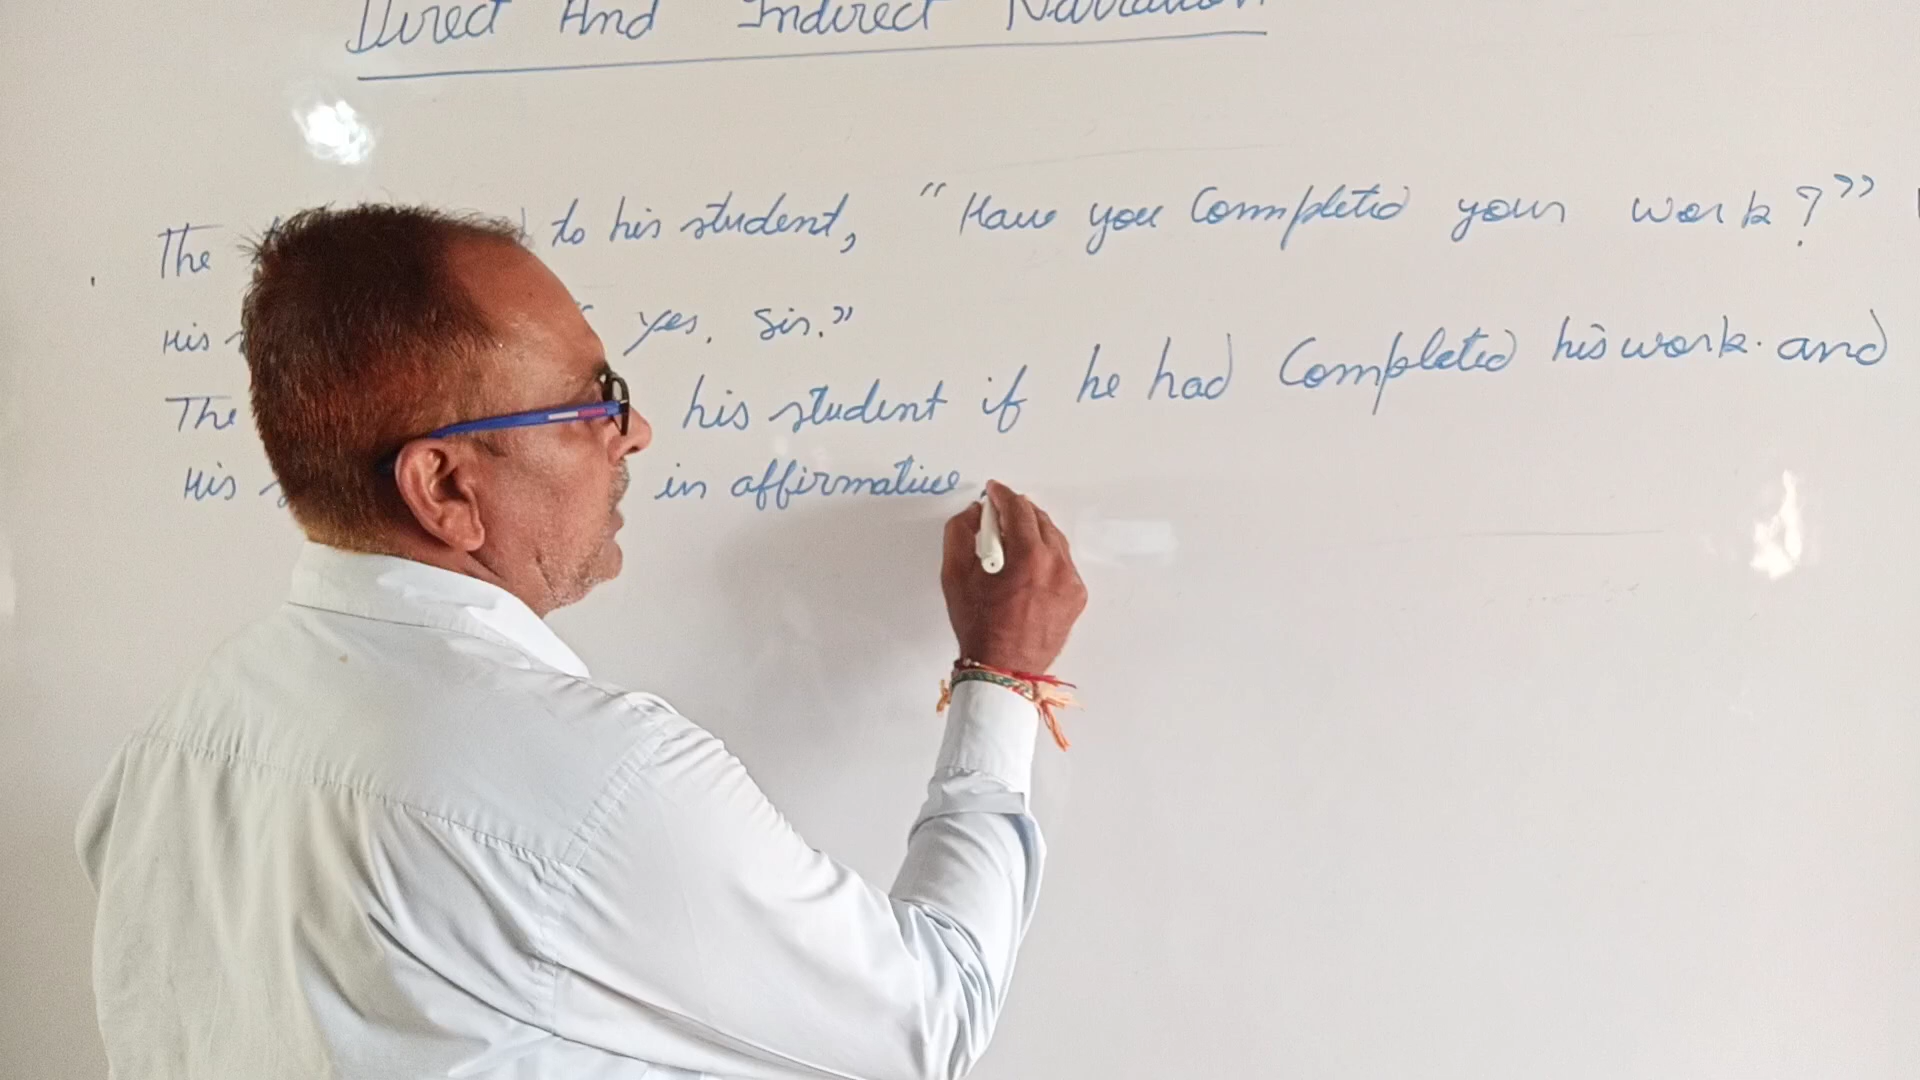 Direct And Indirect Narration
The to his student, "Have you Completed your work?"
His yes, Sir."
The his student if he had Completed his work. and
His in affirmative